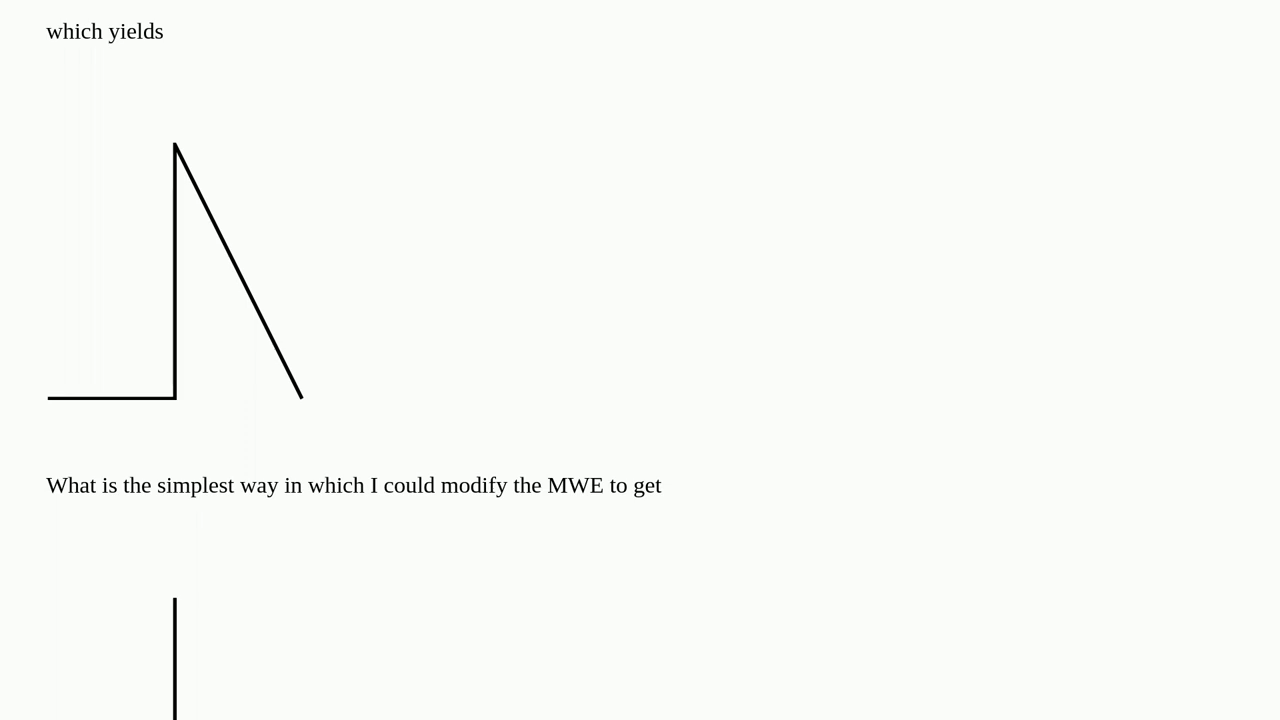 which yields
What is the simplest way in which I could modify the MWE to get